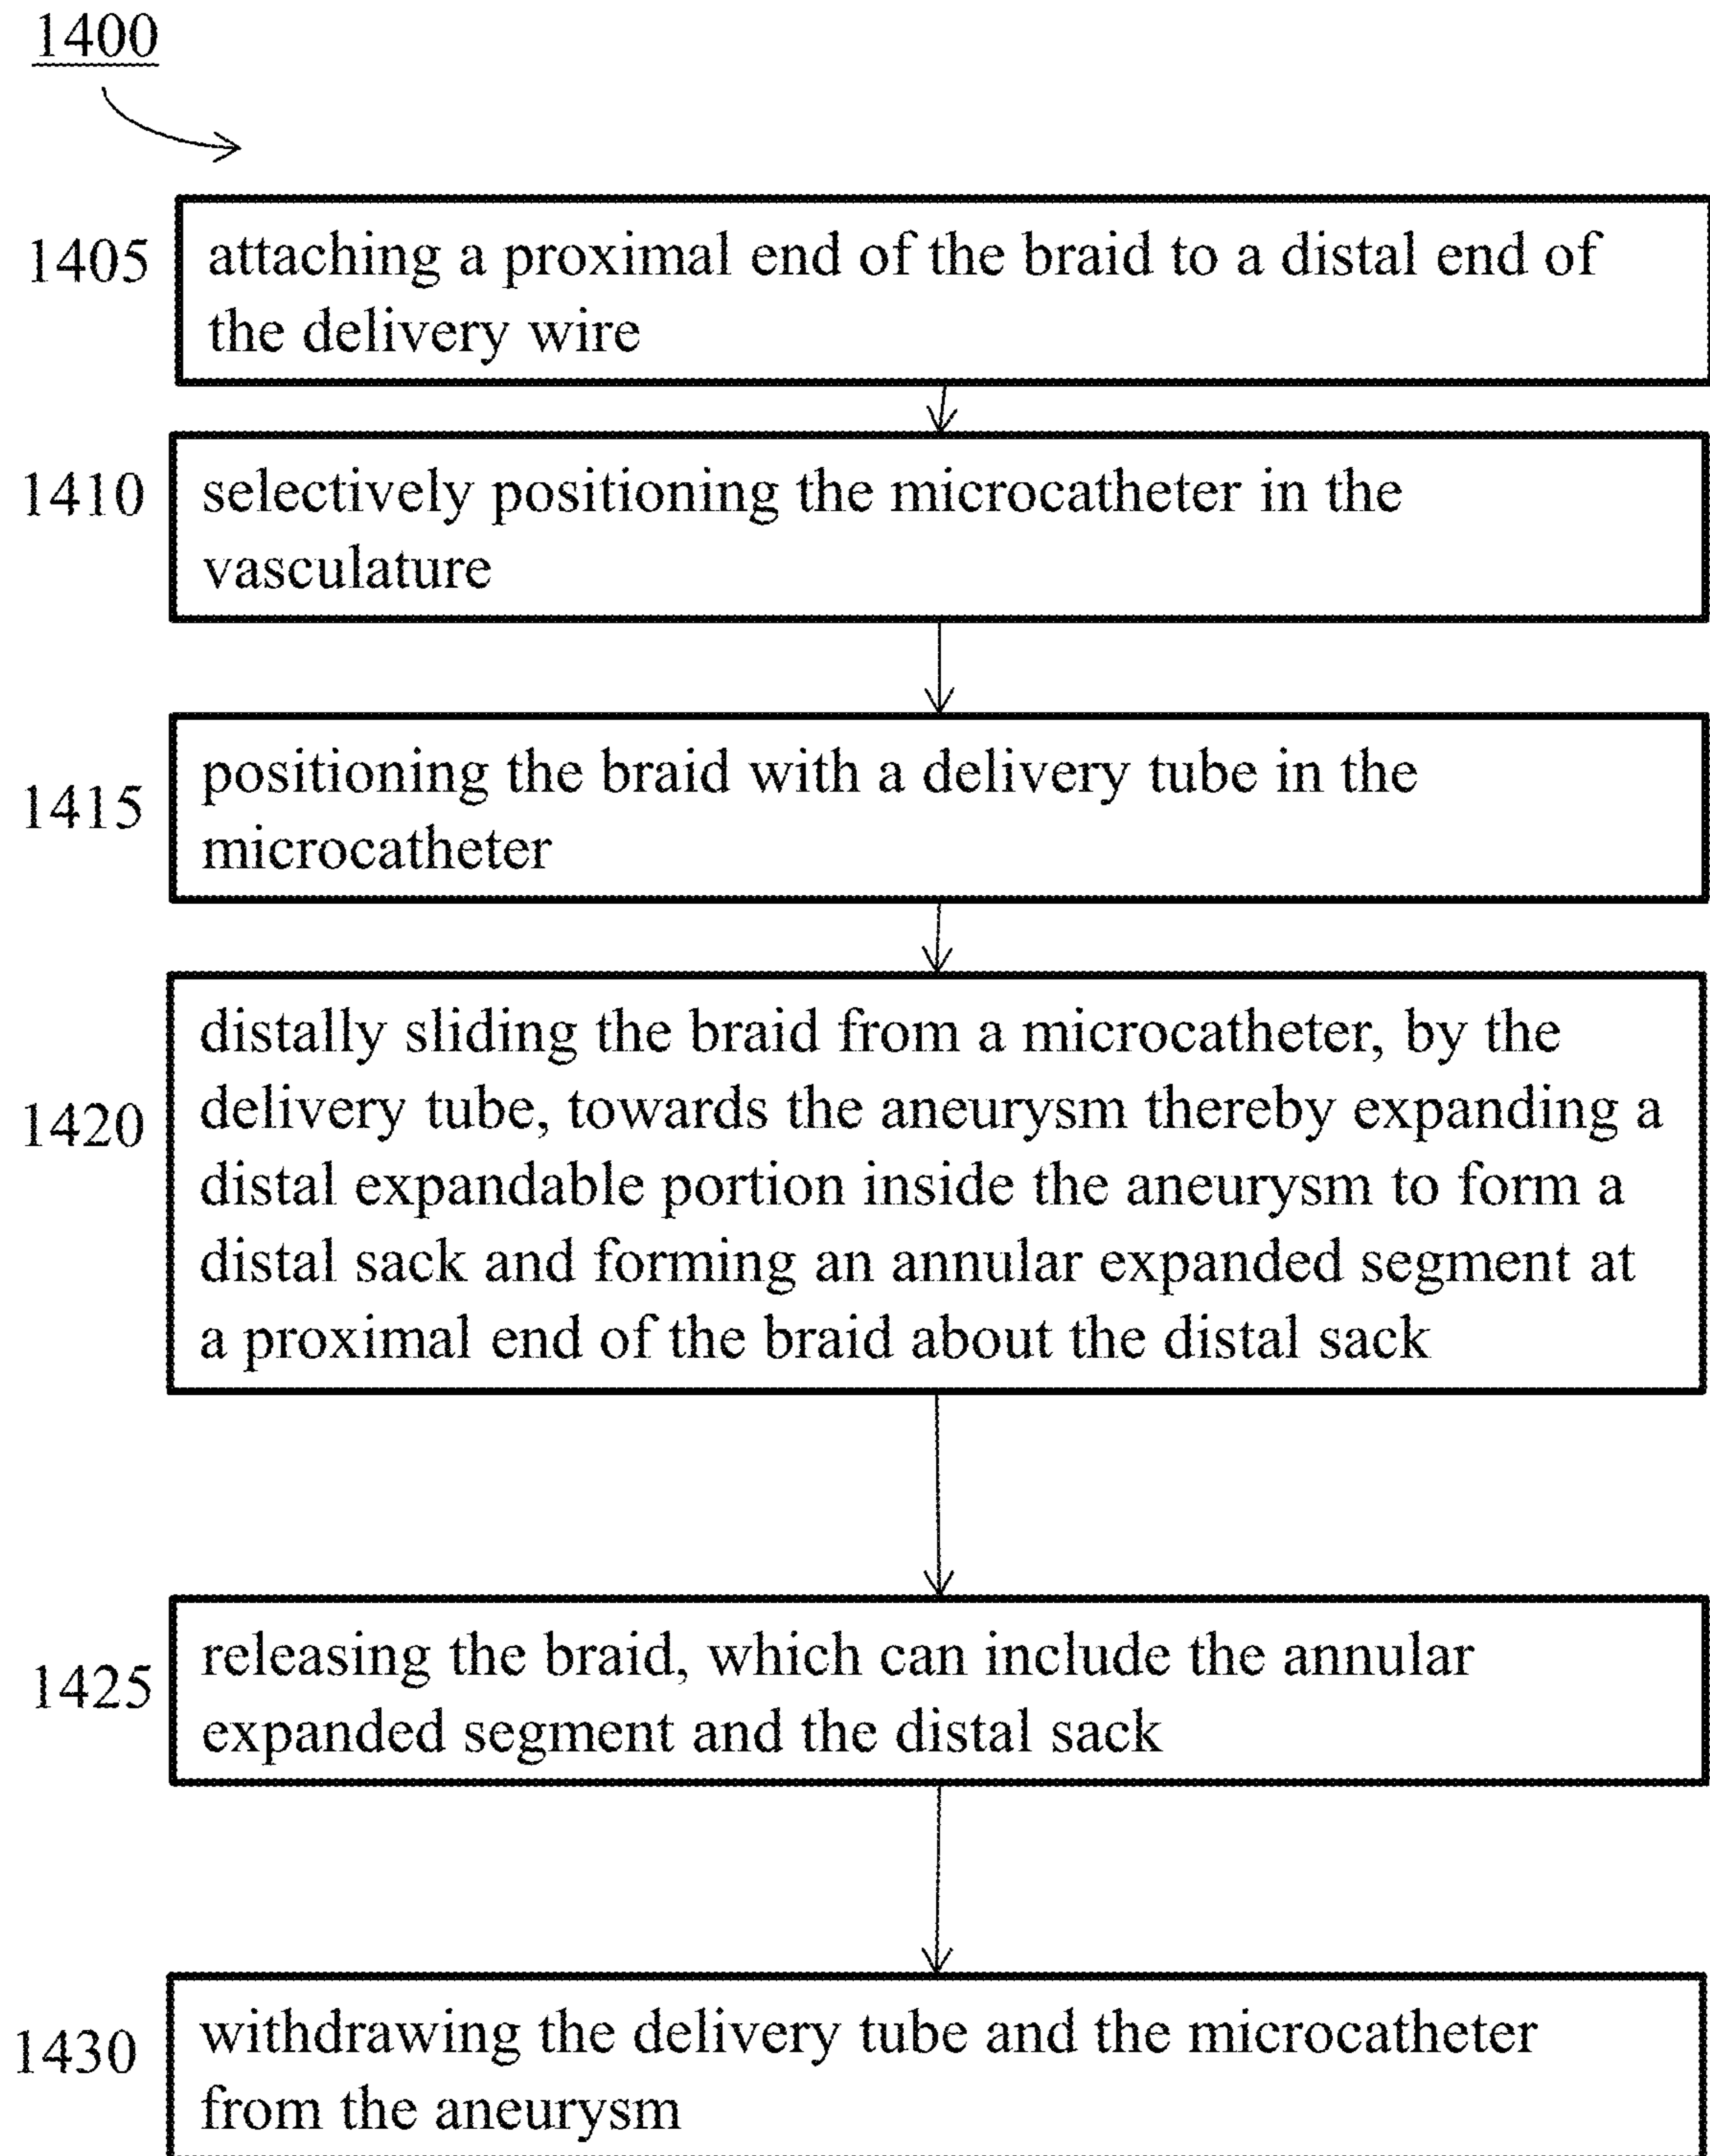 1400
1405
attaching a proximal end of the braid to a distal end of
the delivery wire
1410
selectively positioning the microcatheter in the
vasculature
1415
positioning the braid with a delivery tube in the
microcatheter
1420
distally sliding the braid from a microcatheter, by the
delivery tube, towards the aneurysm thereby expanding a
distal expandable portion inside the aneurysm to form a
distal sack and forming an annular expanded segment at
a proximal end of the braid about the distal sack
1425
releasing the braid, which can include the annular
expanded segment and the distal sack
1430
withdrawing the delivery tube and the microcatheter
from the aneurysm